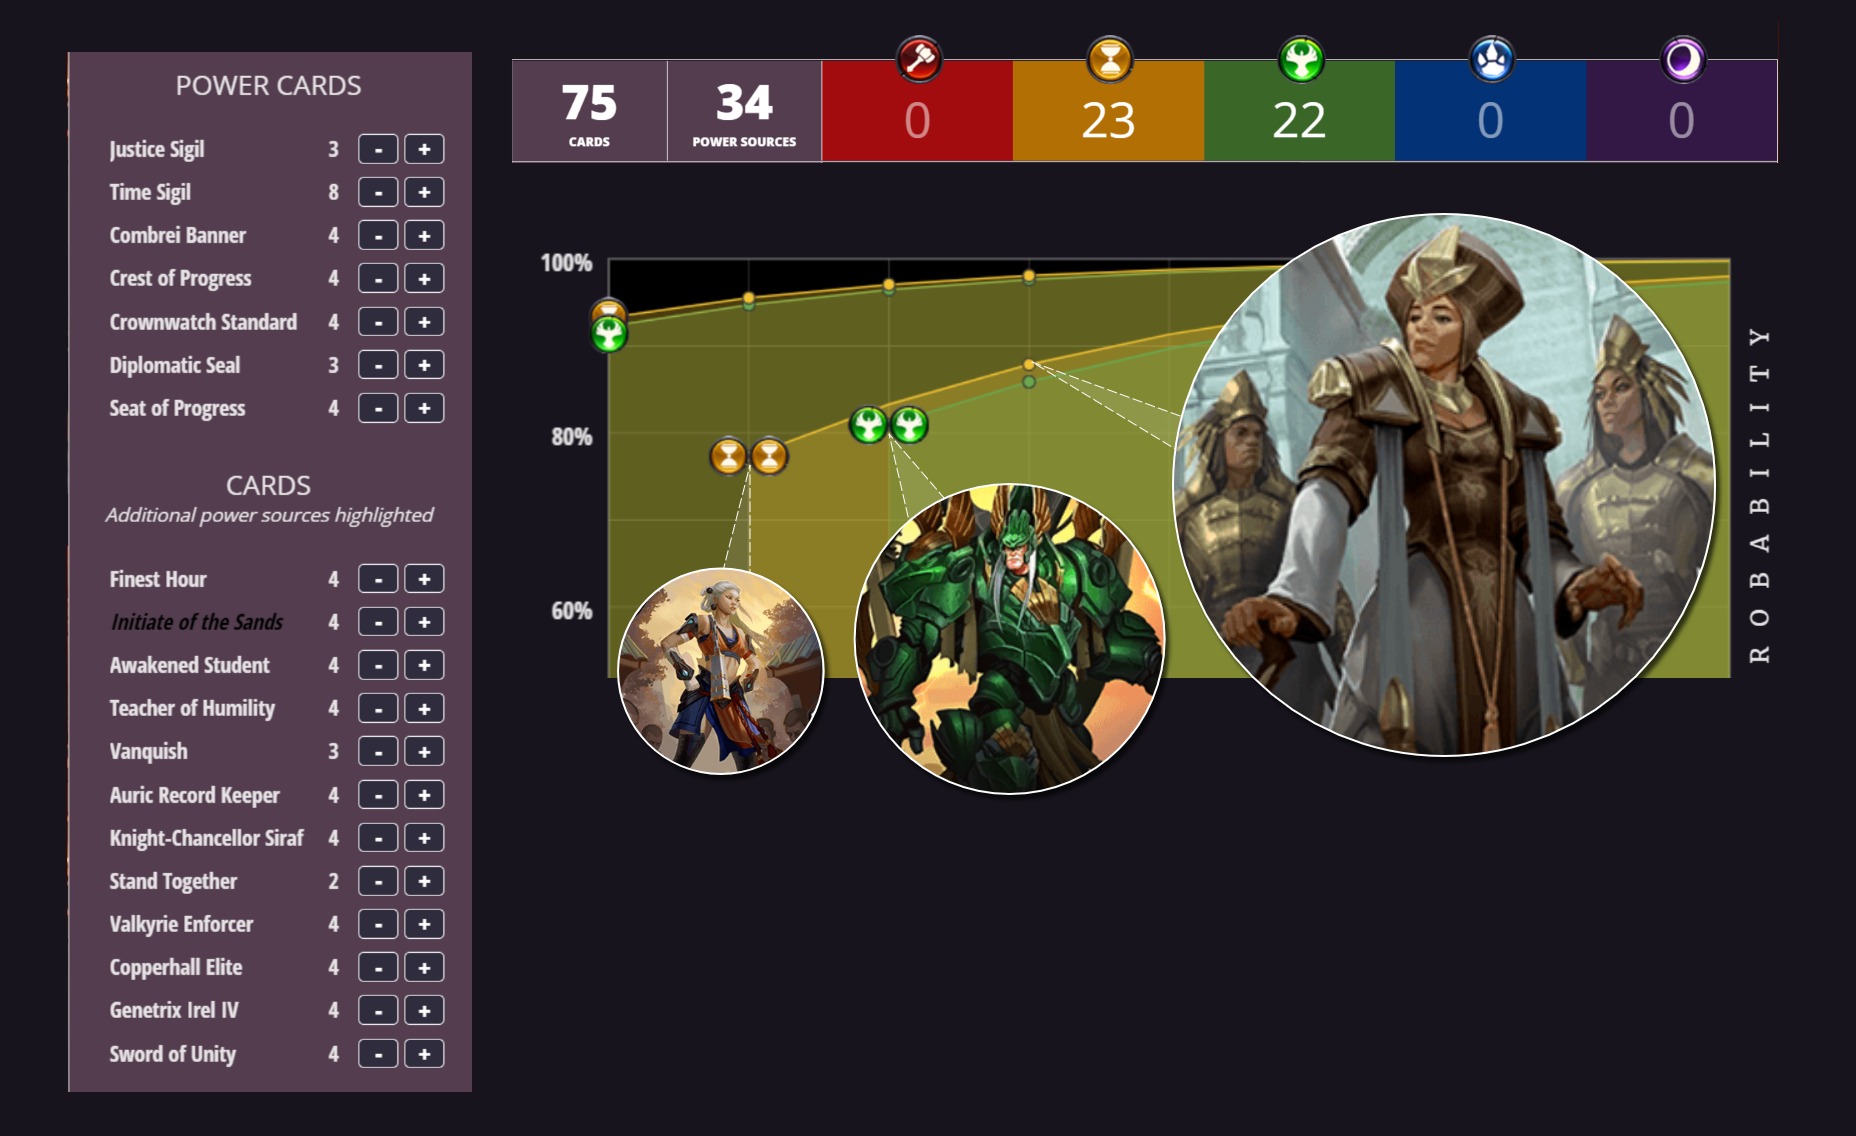 POWER CARDS
Justice Sigil 3 - +
Time Sigil 8 - +
Combrei Banner 4 - +
Crest of Progress 4 - +
Crownwatch Standard 4 - +
Diplomatic Seal 3 - +
Seat of Progress 4 - +
CARDS
Additional power sources highlighted
Finest Hour 4 - +
Initiate of the Sands 4 - +
Awakened Student 4 - +
Teacher of Humility 4 - +
Vanquish 3 - +
Auric Record Keeper 4 - +
Knight-Chancellor Siraf 4 - +
Stand Together 2 - +
Valkyrie Enforcer 4 - +
Copperhall Elite 4 - +
Genetrix Irel IV 4 - +
Sword of Unity 4 - +
75 34 0 23 22 0 0
CARDS POWER SOURCES
100%
80%
60%
ROBABILITY